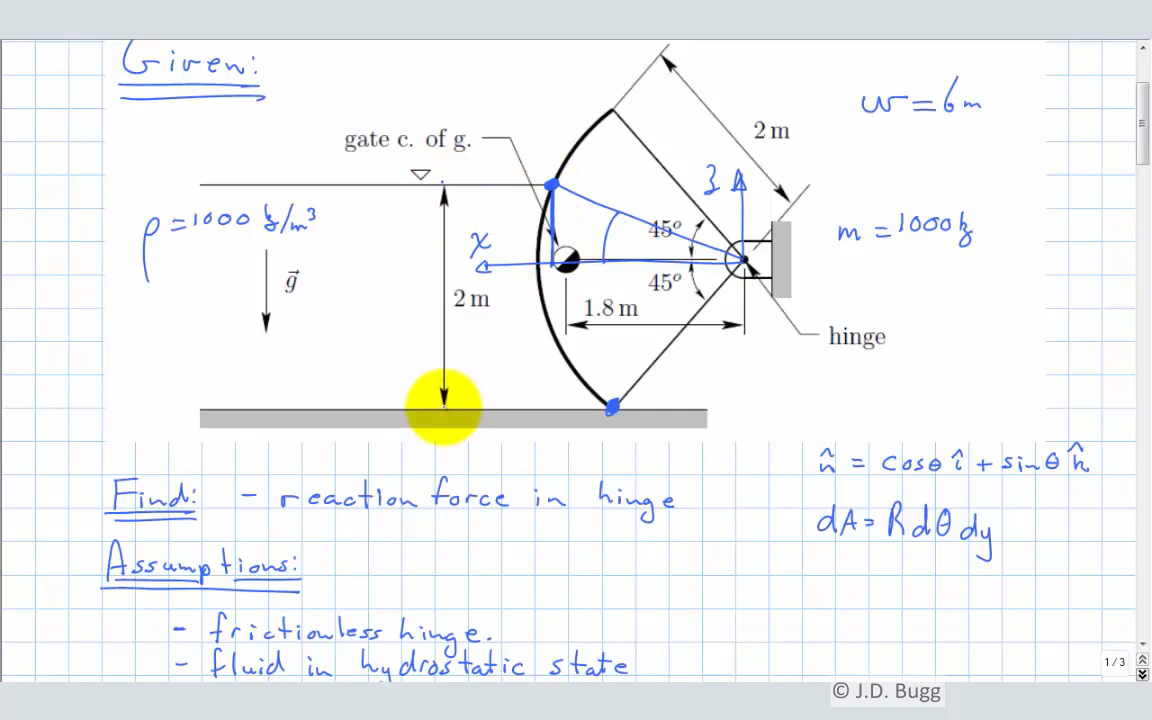 Given:
w = 6m
2 m
gate c. of g.
ρ = 1000 kg/m³
g
2 m
x
z
45°
45°
1.8 m
m = 1000 kg
hinge
n̂ = cosθ î + sinθ k̂
dA = R dθ dy
Find: - reaction force in hinge
Assumptions:
- frictionless hinge.
- fluid in hydrostatic state
1 / 3
© J.D. Bugg